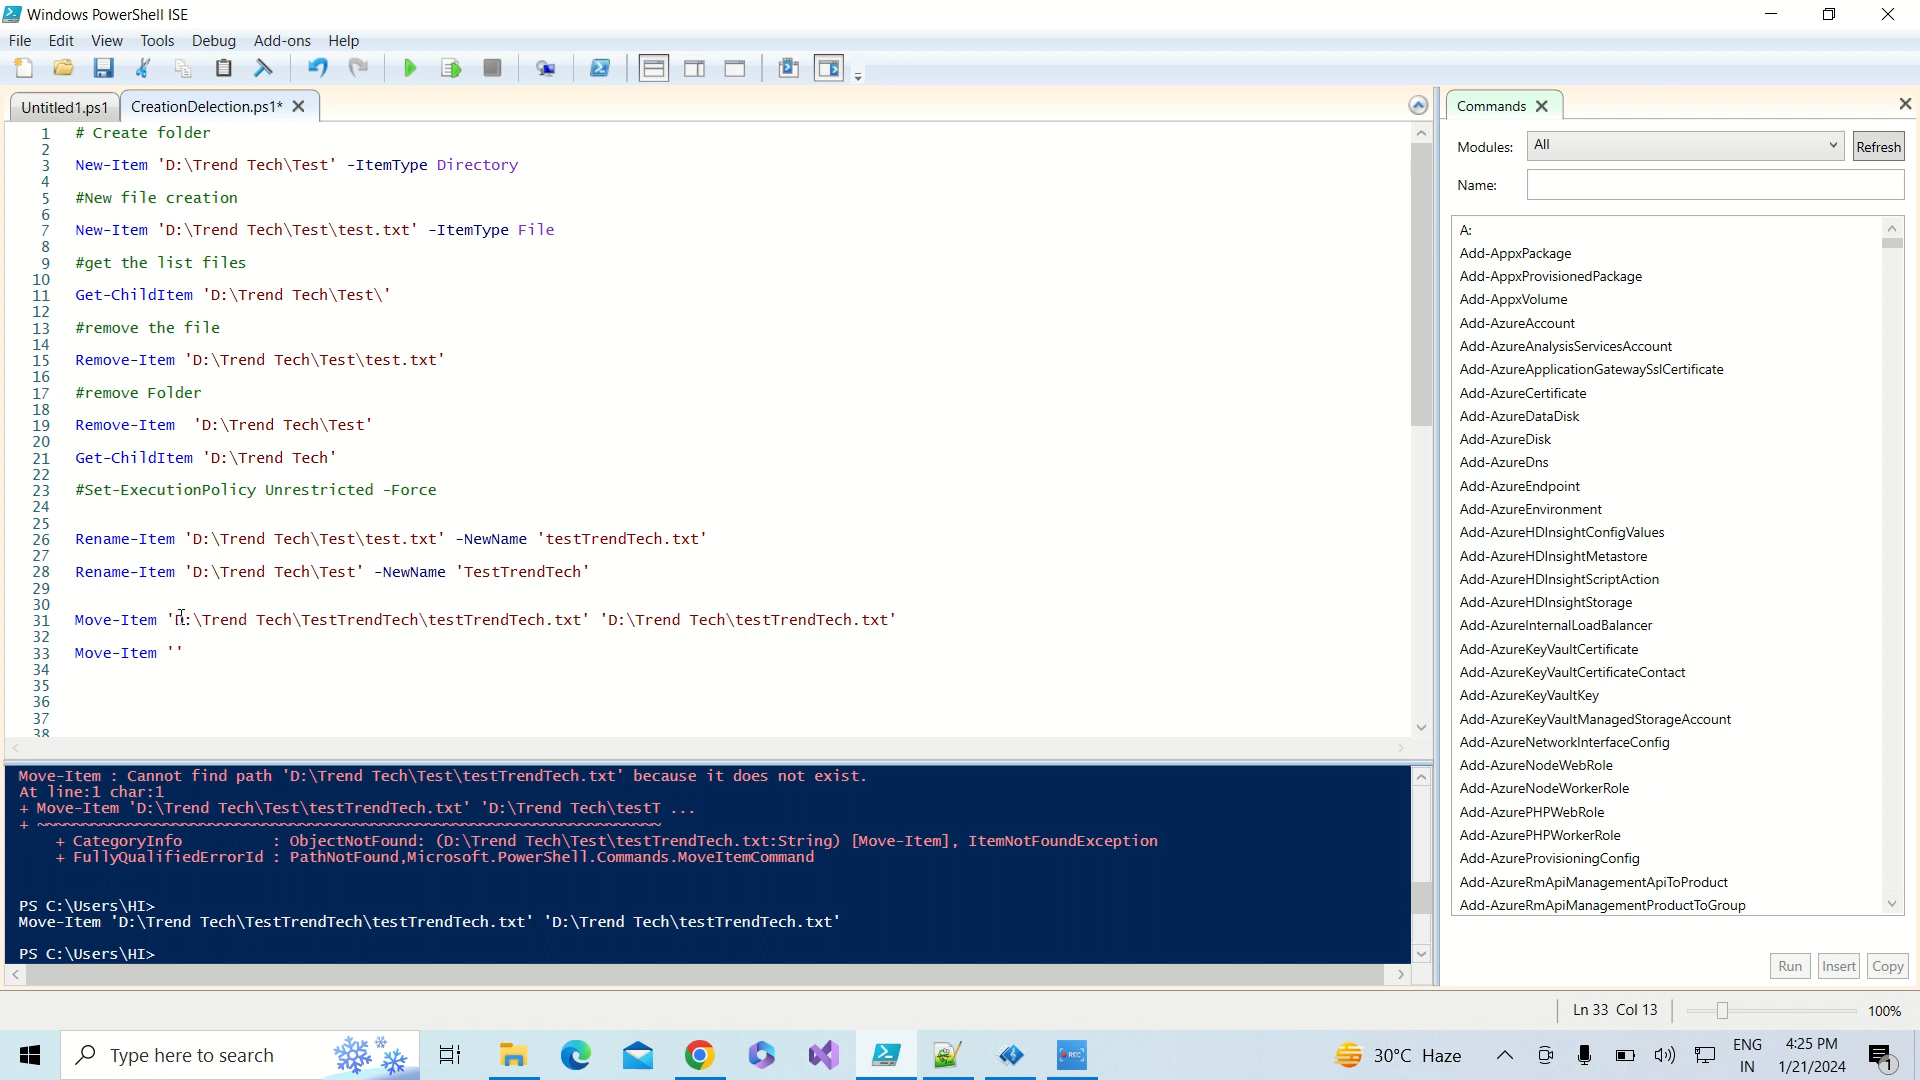 Windows PowerShell ISE
File Edit View Tools Debug Add-ons Help
Untitled1.ps1 CreationDelection.ps1*
1 # Create folder
2
3 New-Item 'D:\Trend Tech\Test' -ItemType Directory
4
5 #New file creation
6
7 New-Item 'D:\Trend Tech\Test\test.txt' -ItemType File
8
9 #get the list files
10
11 Get-ChildItem 'D:\Trend Tech\Test\'
12
13 #remove the file
14
15 Remove-Item 'D:\Trend Tech\Test\test.txt'
16
17 #remove Folder
18
19 Remove-Item  'D:\Trend Tech\Test'
20
21 Get-ChildItem 'D:\Trend Tech'
22
23 #Set-ExecutionPolicy Unrestricted -Force
24
25
26 Rename-Item 'D:\Trend Tech\Test\test.txt' -NewName 'testTrendTech.txt'
27
28 Rename-Item 'D:\Trend Tech\Test' -NewName 'TestTrendTech'
29
30
31 Move-Item 'D:\Trend Tech\TestTrendTech\testTrendTech.txt' 'D:\Trend Tech\testTrendTech.txt'
32
33 Move-Item ''
34
35
36
37
38
Move-Item : Cannot find path 'D:\Trend Tech\Test\testTrendTech.txt' because it does not exist.
At line:1 char:1
+ Move-Item 'D:\Trend Tech\Test\testTrendTech.txt' 'D:\Trend Tech\testT ...
+ ~~~~~~~~~~~~~~~~~~~~~~~~~~~~~~~~~~~~~~~~~~~~~~~~~~~~~~~~~~~~~~~~~~~~~
+ CategoryInfo : ObjectNotFound: (D:\Trend Tech\Test\testTrendTech.txt:String) [Move-Item], ItemNotFoundException
+ FullyQualifiedErrorId : PathNotFound,Microsoft.PowerShell.Commands.MoveItemCommand
PS C:\Users\HI>
Move-Item 'D:\Trend Tech\TestTrendTech\testTrendTech.txt' 'D:\Trend Tech\testTrendTech.txt'
PS C:\Users\HI>
Commands
Modules: All Refresh
Name:
A:
Add-AppxPackage
Add-AppxProvisionedPackage
Add-AppxVolume
Add-AzureAccount
Add-AzureAnalysisServicesAccount
Add-AzureApplicationGatewaySslCertificate
Add-AzureCertificate
Add-AzureDataDisk
Add-AzureDisk
Add-AzureDns
Add-AzureEndpoint
Add-AzureEnvironment
Add-AzureHDInsightConfigValues
Add-AzureHDInsightMetastore
Add-AzureHDInsightScriptAction
Add-AzureHDInsightStorage
Add-AzureInternalLoadBalancer
Add-AzureKeyVaultCertificate
Add-AzureKeyVaultCertificateContact
Add-AzureKeyVaultKey
Add-AzureKeyVaultManagedStorageAccount
Add-AzureNetworkInterfaceConfig
Add-AzureNodeWebRole
Add-AzureNodeWorkerRole
Add-AzurePHPWebRole
Add-AzurePHPWorkerRole
Add-AzureProvisioningConfig
Add-AzureRmApiManagementApiToProduct
Add-AzureRmApiManagementProductToGroup
Run Insert Copy
Ln 33 Col 13 100%
Type here to search
REC
30°C Haze
ENG
IN
4:25 PM
1/21/2024
1